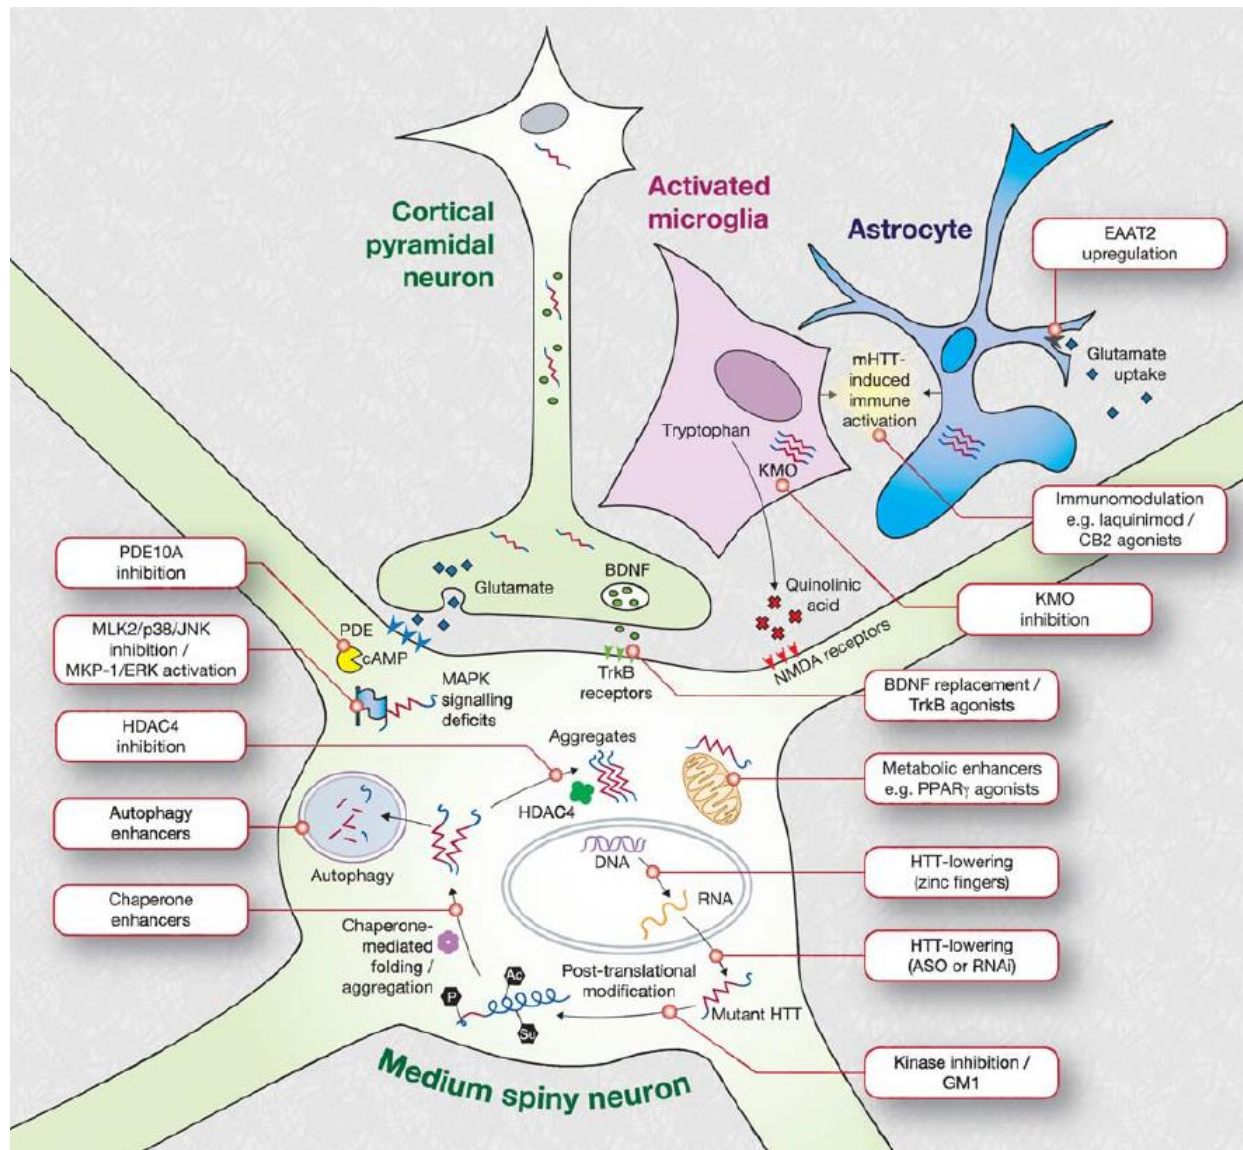 Cortical
pyramidal
neuron
Activated
microglia
Astrocyte
EAAT2
upregulation
Glutamate
uptake
mHTT-
induced
immune
activation
Tryptophan
KMO
Immunomodulation
e.g. laquinimod /
CB2 agonists
KMO
inhibition
Quinolinic
acid
NMDA receptors
Glutamate
BDNF
TrkB
receptors
BDNF replacement /
TrkB agonists
PDE10A
inhibition
MLK2/p38/JNK
inhibition /
MKP-1/ERK activation
PDE
cAMP
MAPK
signalling
deficits
HDAC4
inhibition
Aggregates
HDAC4
Metabolic enhancers
e.g. PPARγ agonists
Autophagy
enhancers
Autophagy
Chaperone
enhancers
Chaperone-
mediated
folding /
aggregation
DNA
RNA
HTT-lowering
(zinc fingers)
HTT-lowering
(ASO or RNAi)
Post-translational
modification
Mutant HTT
Ac
P
Su
Kinase inhibition /
GM1
Medium spiny neuron